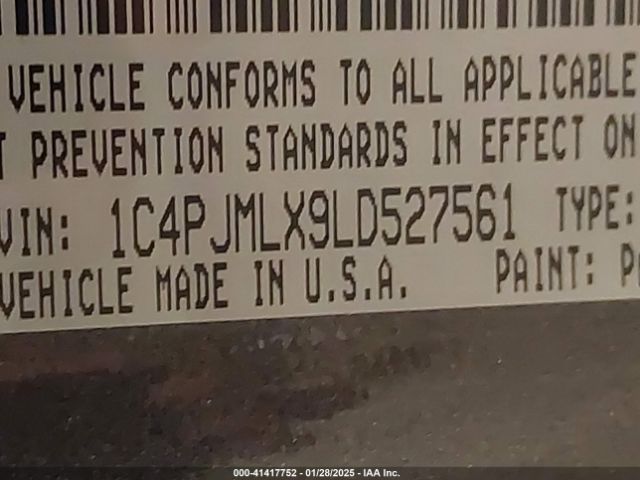 VEHICLE CONFORMS TO ALL APPLICABLE
PREVENTION STANDARDS IN EFFECT ON
VIN: 1C4PJMLX9LD527561 TYPE:
VEHICLE MADE IN U.S.A. PAINT:
000-41417752 - 01/28/2025 - IAA Inc.